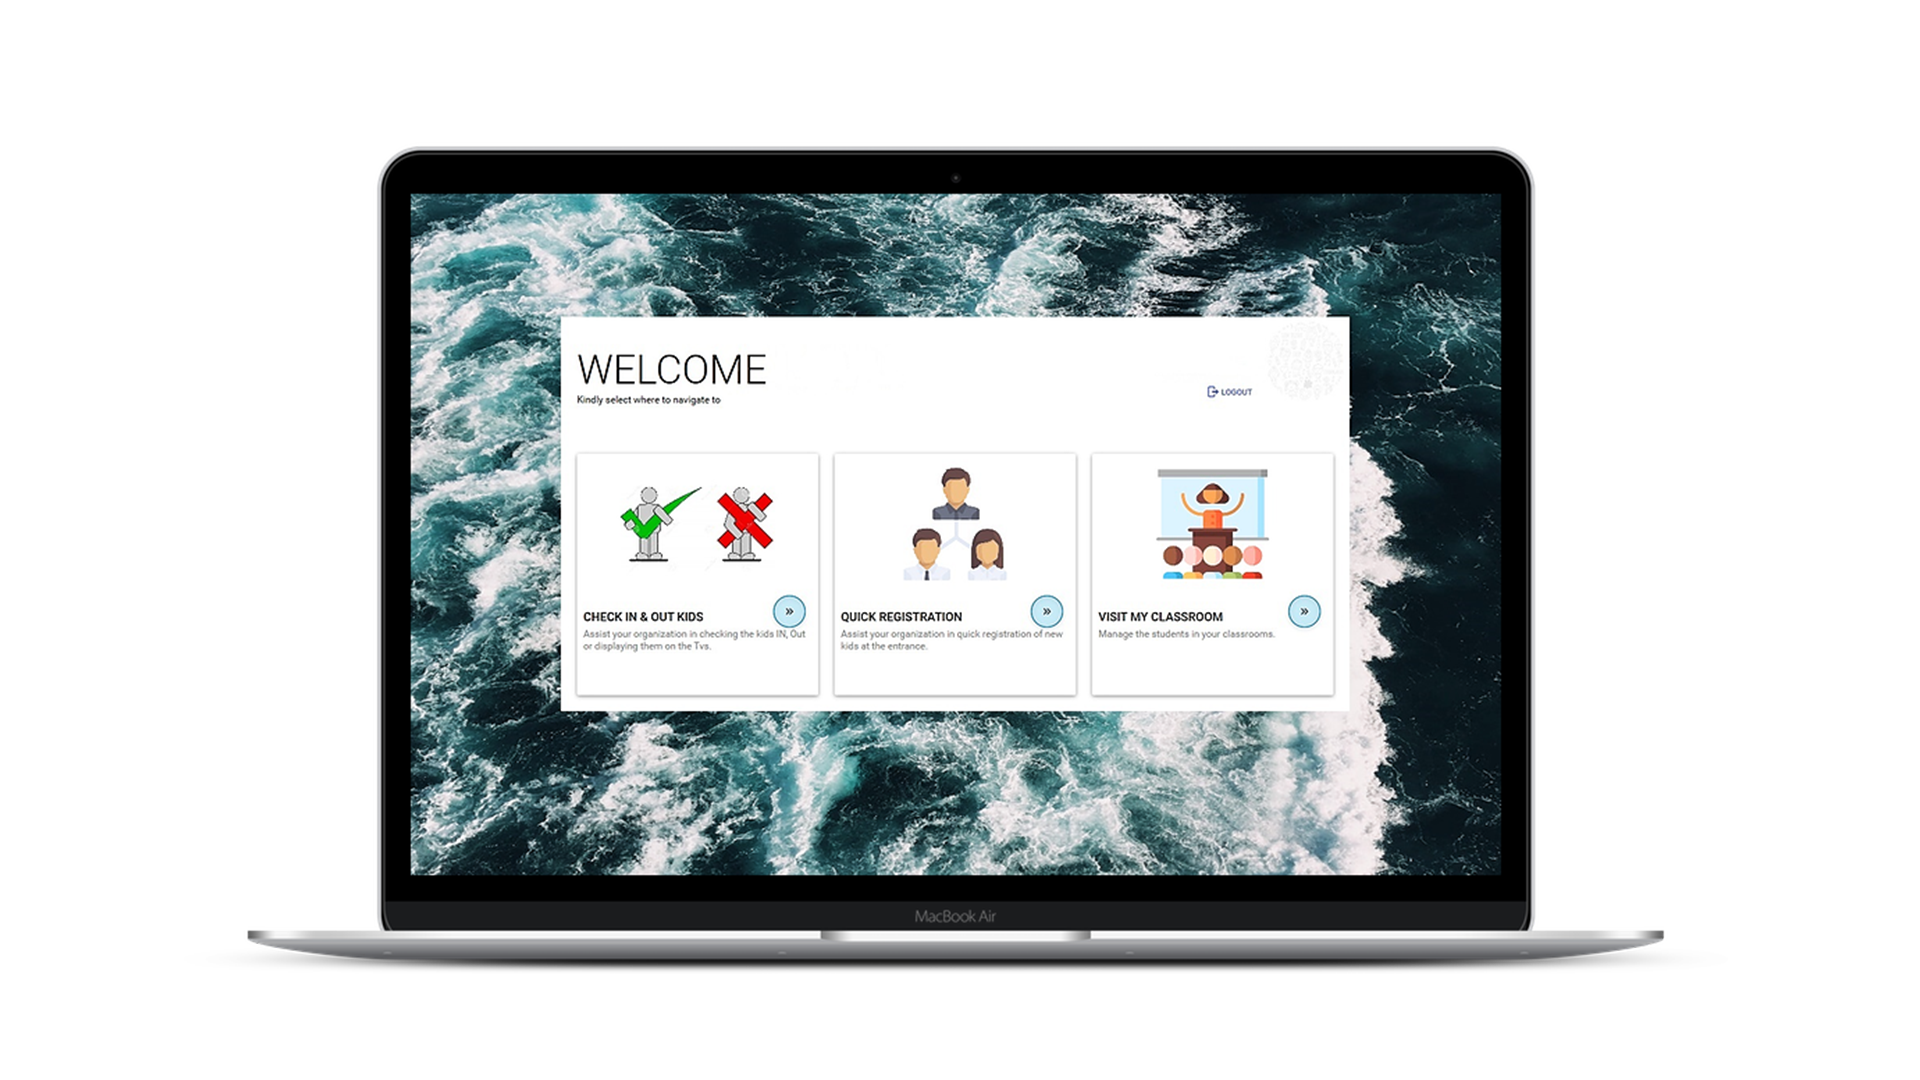 WELCOME
Kindly select where to navigate to
LOGOUT
CHECK IN & OUT KIDS
Assist your organization in checking the kids IN, Out
or displaying them on the Tvs.
QUICK REGISTRATION
Assist your organization in quick registration of new
kids at the entrance.
VISIT MY CLASSROOM
Manage the students in your classrooms.
MacBook Air